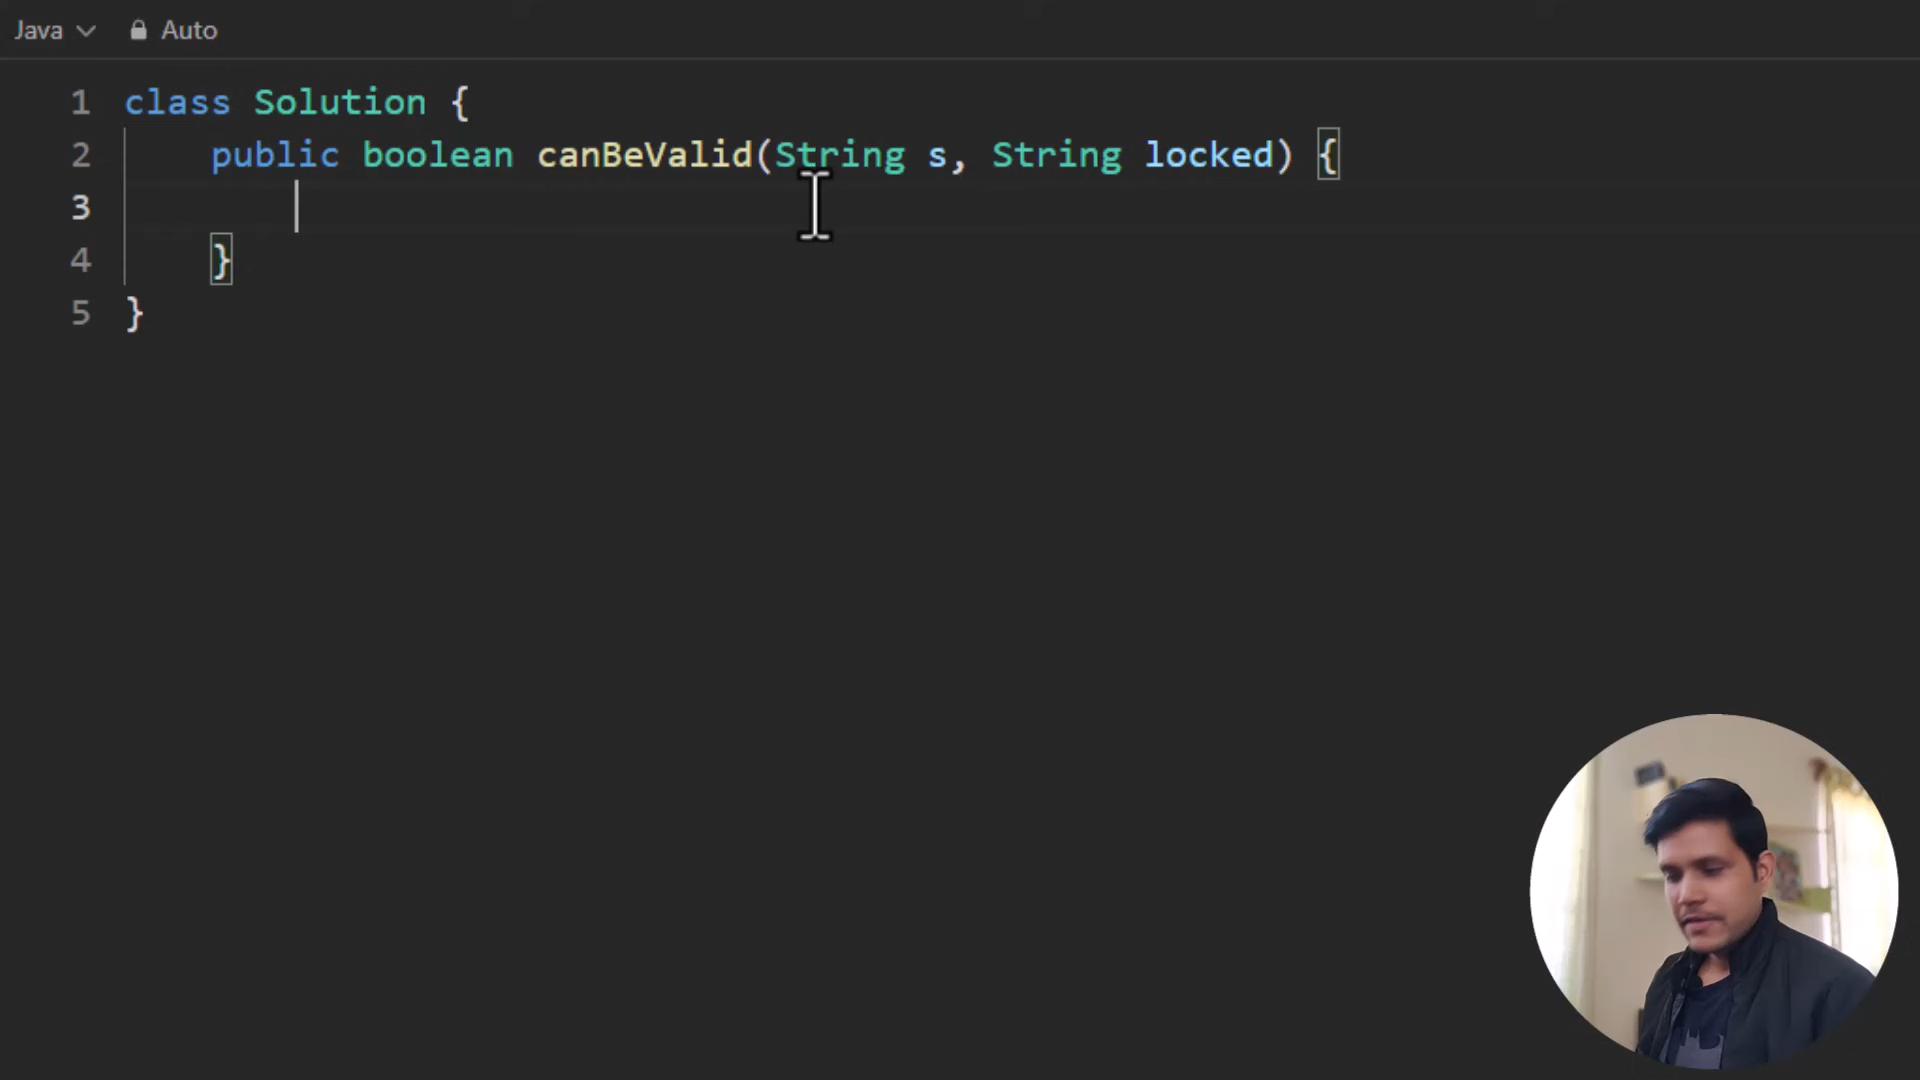 Java Auto
1 class Solution {
2 public boolean canBeValid(String s, String locked) {
3
4 }
5 }